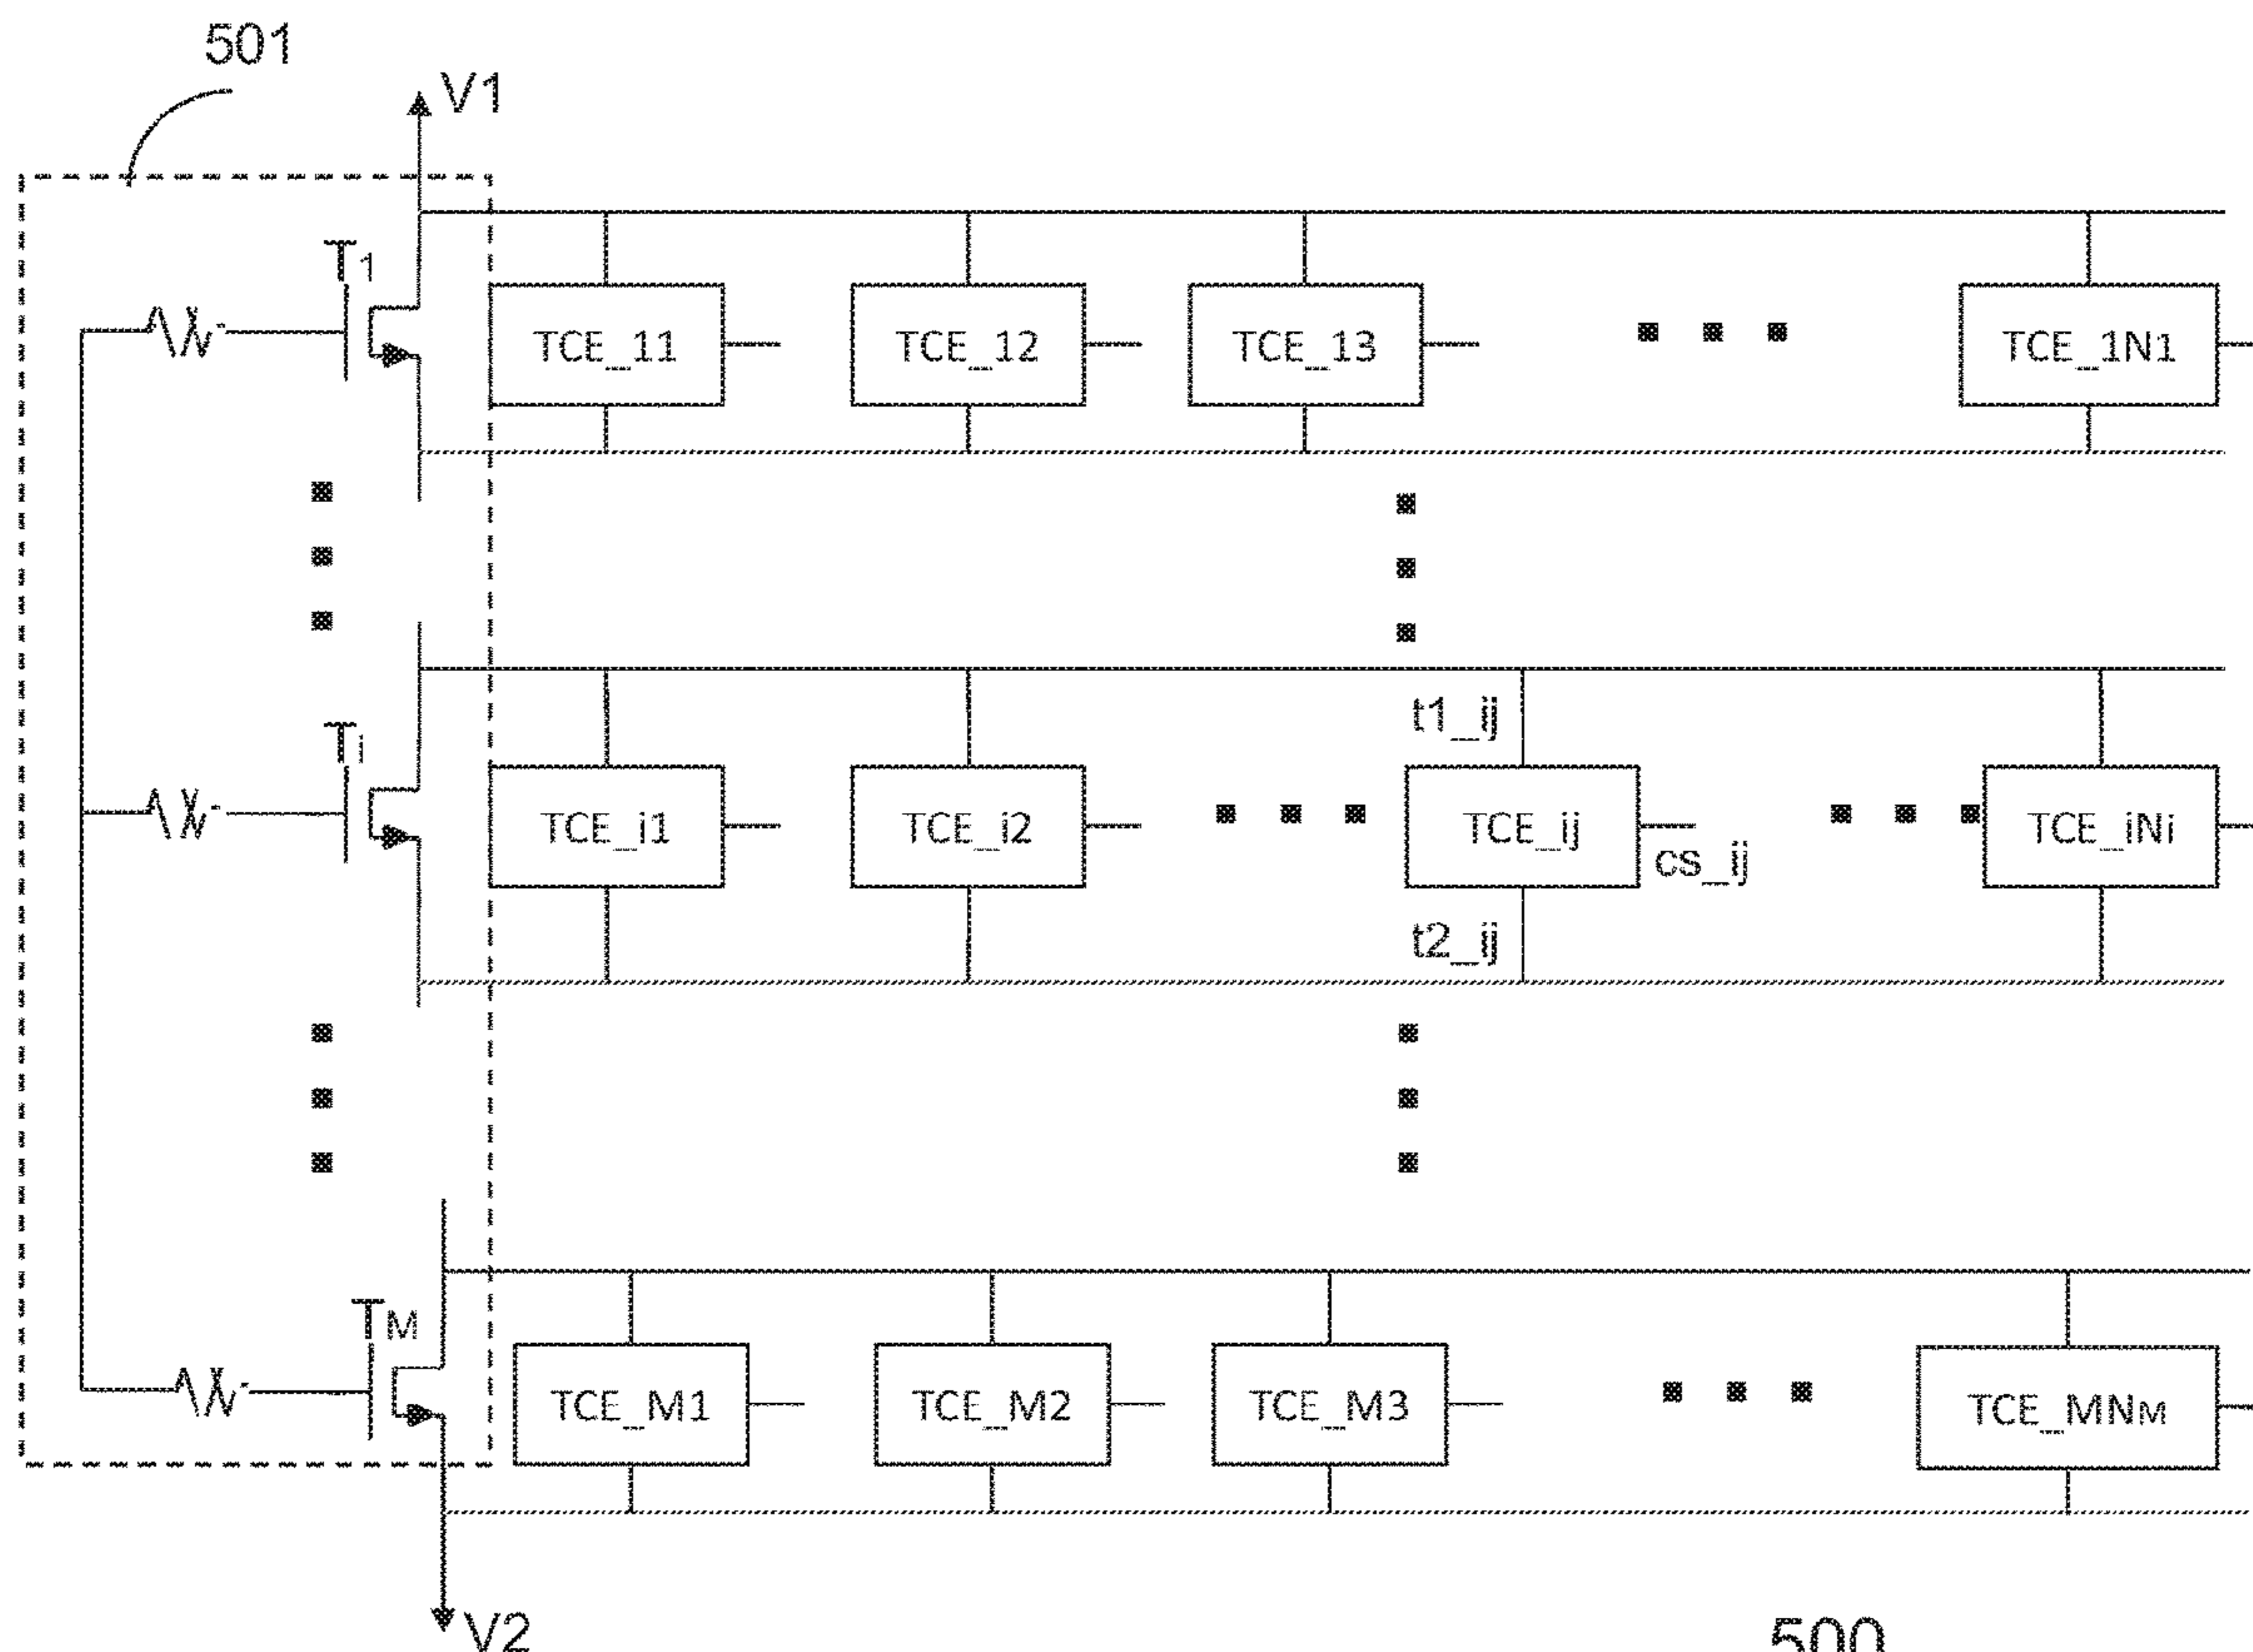 501
V1
T1
TCE_11 TCE_12 TCE_13 TCE_1N1
t1_ij
Ti
TCE_i1 TCE_i2 TCE_ij TCE_iNi
cs_ij
t2_ij
TM
TCE_M1 TCE_M2 TCE_M3 TCE_MNM
V2
500